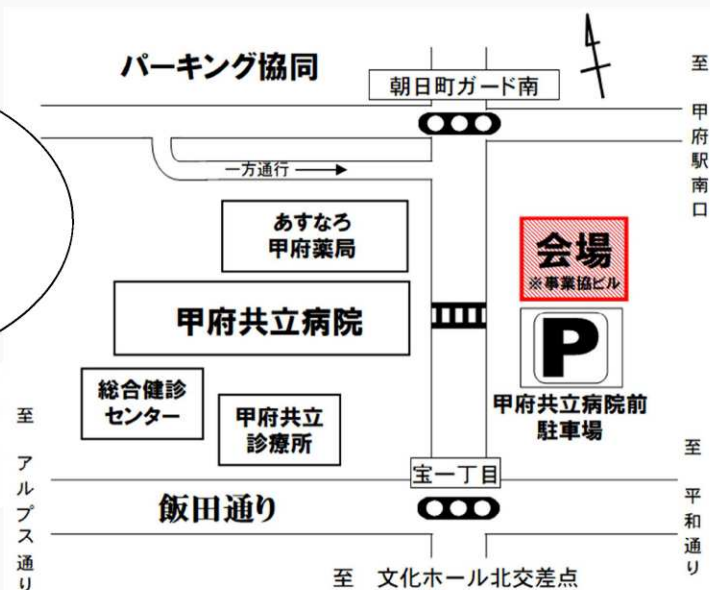 パーキング協同
朝日町ガード南
至 甲府駅南口
一方通行
あすなろ
甲府薬局
会場
※事業協ビル
甲府共立病院
P
総合健診
センター
甲府共立
診療所
甲府共立病院前
駐車場
至 アルプス通り
至 平和通り
宝一丁目
飯田通り
至 文化ホール北交差点